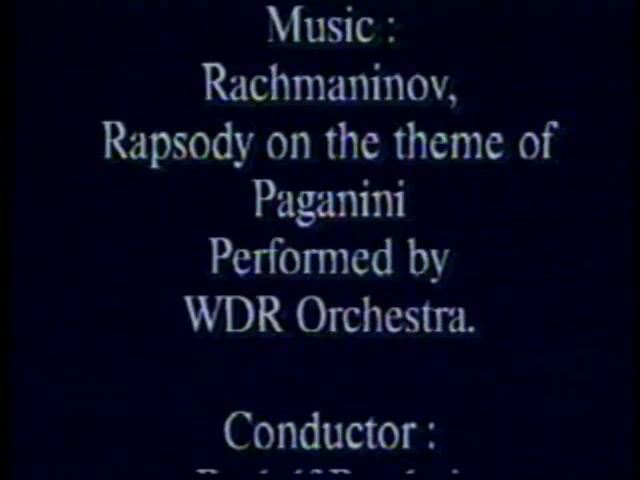 Music :
Rachmaninov,
Rapsody on the theme of
Paganini
Performed by
WDR Orchestra.
Conductor :